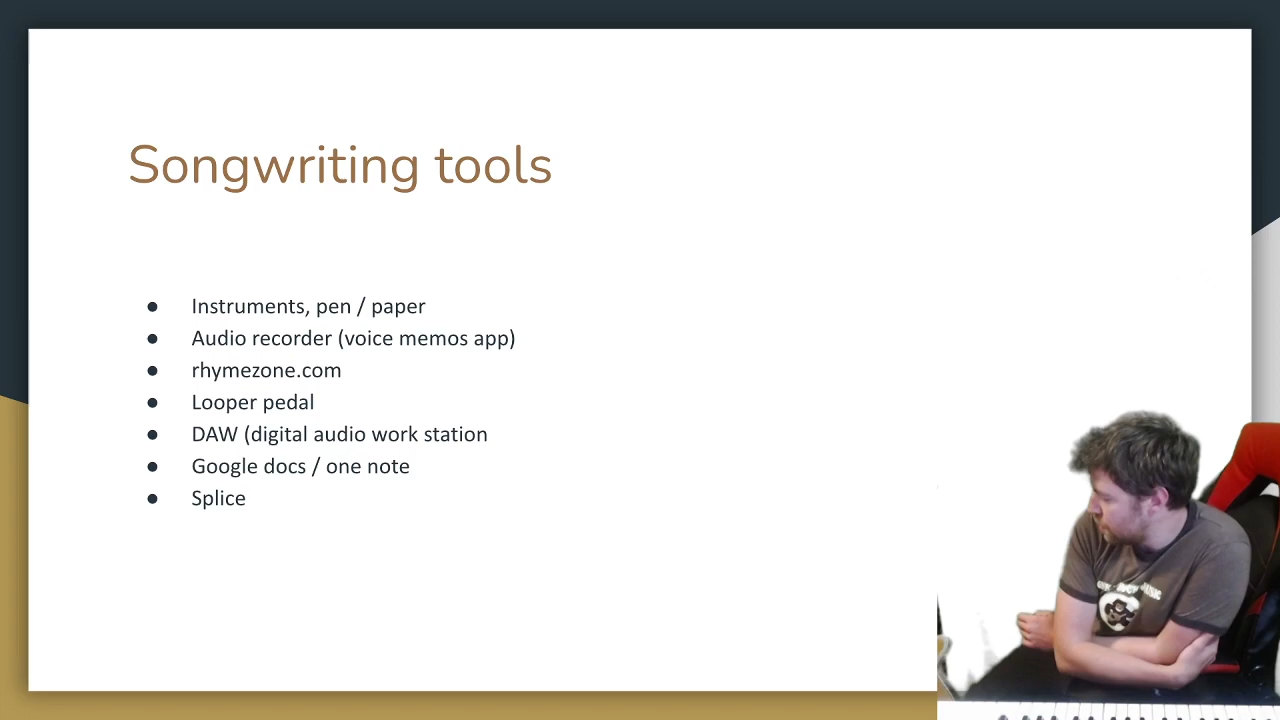 Songwriting tools
● Instruments, pen / paper
● Audio recorder (voice memos app)
● rhymezone.com
● Looper pedal
● DAW (digital audio work station
● Google docs / one note
● Splice